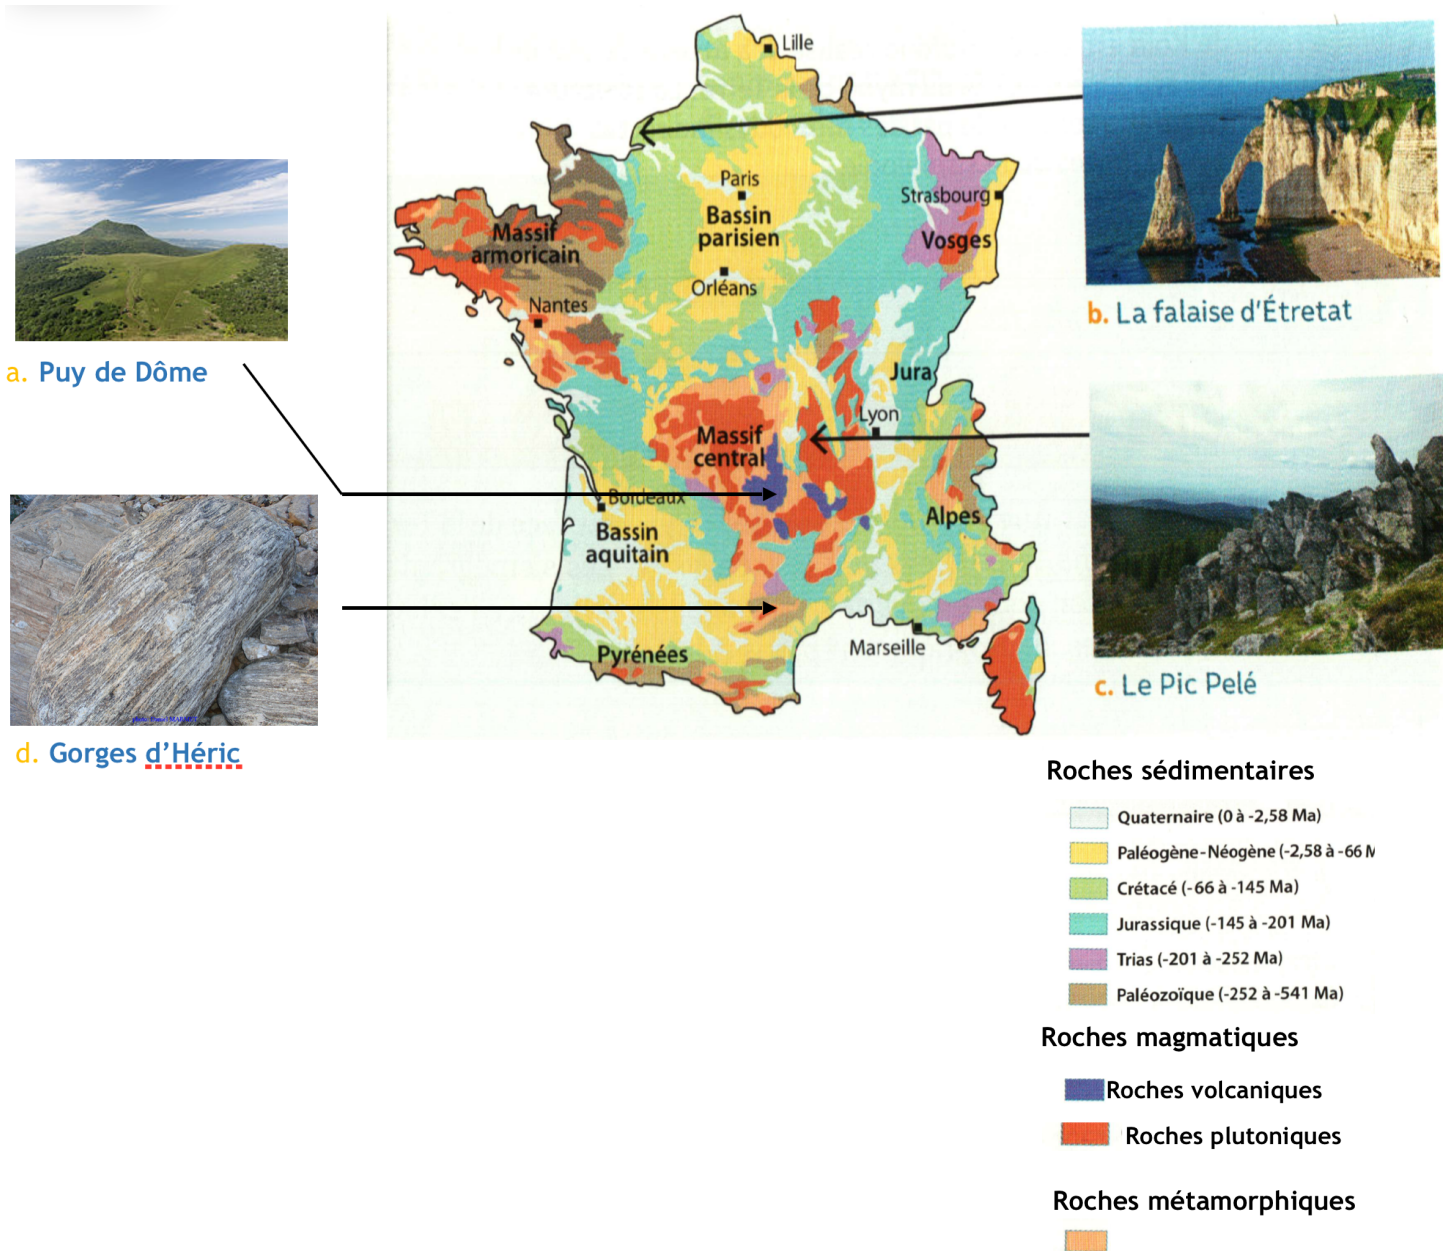 Lille
Paris
Bassin
parisien
Strasbourg
Vosges
Massif
armoricain
Orléans
Nantes
a. Puy de Dôme
b. La falaise d'Étretat
Jura
Lyon
Massif
central
Bordeaux
Bassin
aquitain
Alpes
Marseille
Pyrénées
c. Le Pic Pelé
d. Gorges d'Héric
Roches sédimentaires
Quaternaire (0 à -2,58 Ma)
Paléogène-Néogène (-2,58 à -66 M
Crétacé (-66 à -145 Ma)
Jurassique (-145 à -201 Ma)
Trias (-201 à -252 Ma)
Paléozoïque (-252 à -541 Ma)
Roches magmatiques
Roches volcaniques
Roches plutoniques
Roches métamorphiques